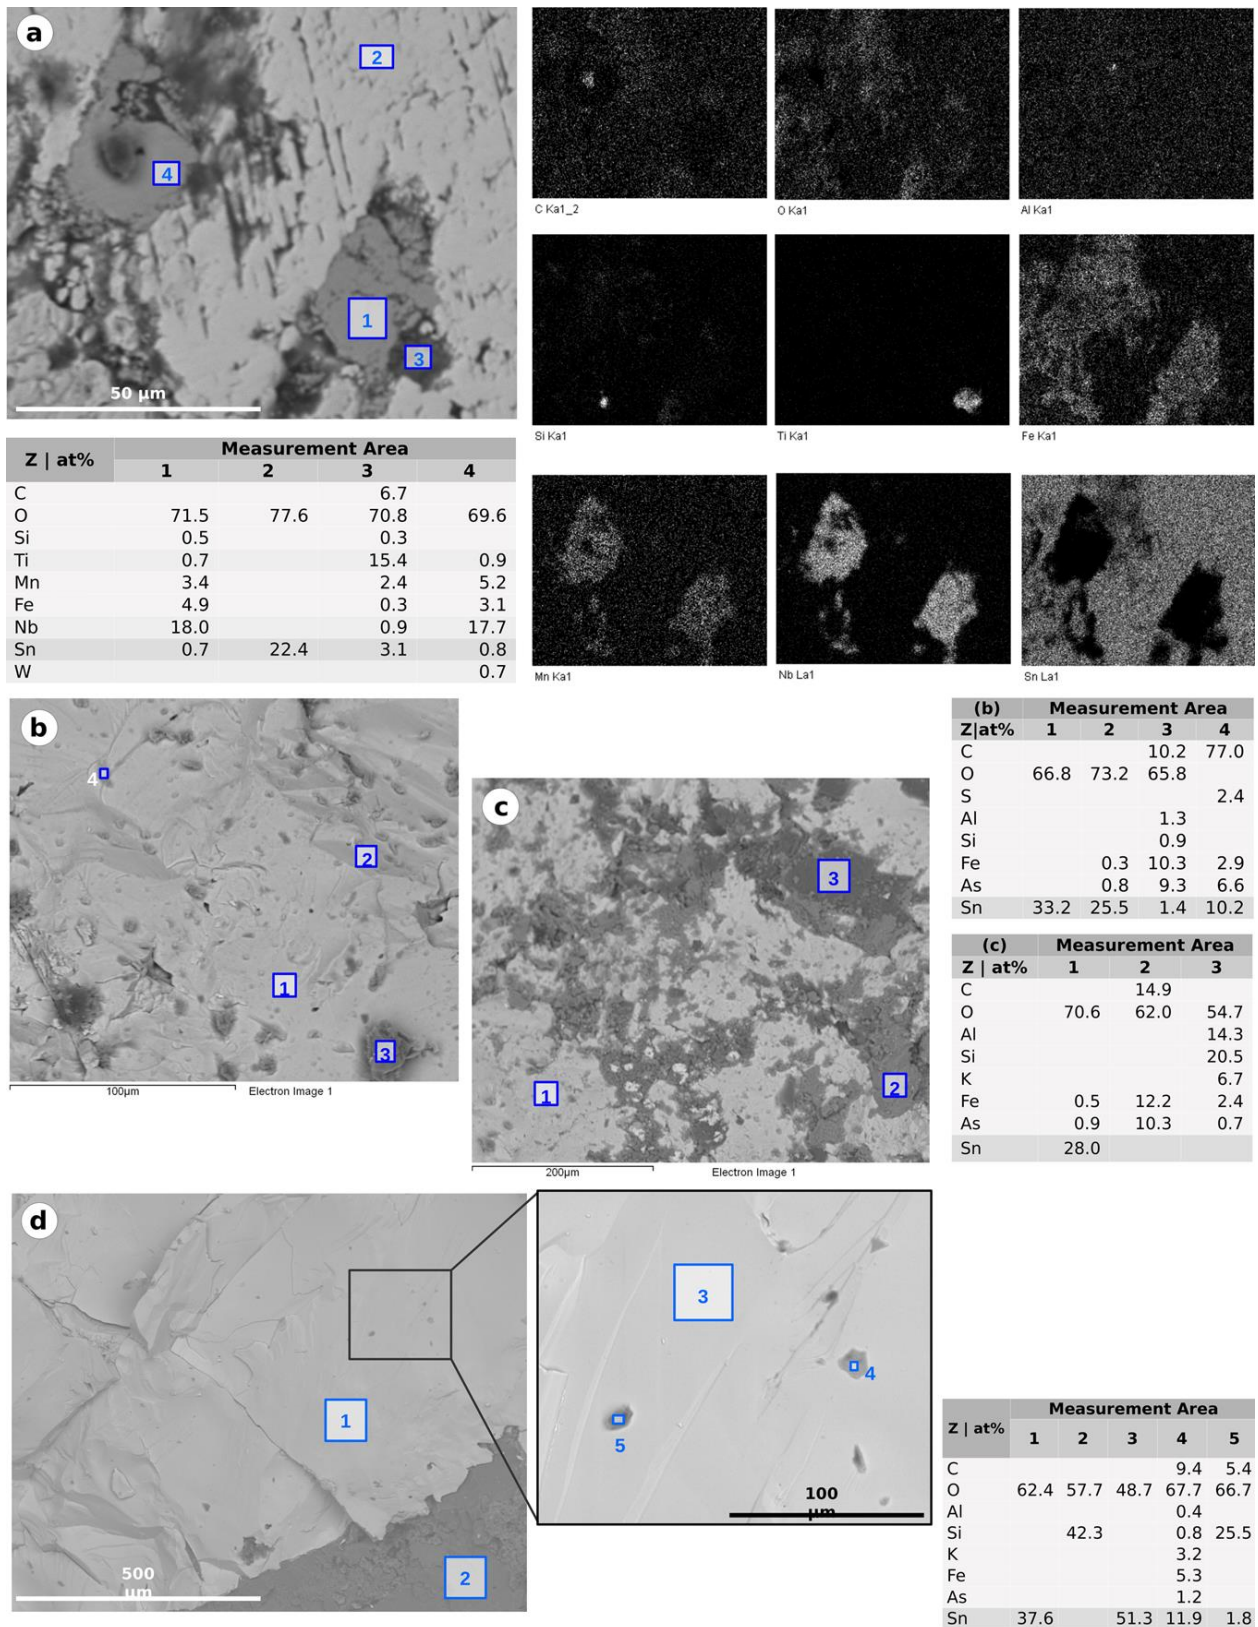 a
2
4
1
3
50 μm
C Ka1_2
O Ka1
Al Ka1
Si Ka1
Ti Ka1
Fe Ka1
Mn Ka1
Nb La1
Sn La1
Z | at% Measurement Area
1 2 3 4
C 6.7
O 71.5 77.6 70.8 69.6
Si 0.5 0.3
Ti 0.7 15.4 0.9
Mn 3.4 2.4 5.2
Fe 4.9 0.3 3.1
Nb 18.0 0.9 17.7
Sn 0.7 22.4 3.1 0.8
W 0.7
b
4
2
1
3
100μm Electron Image 1
c
3
1
2
200μm Electron Image 1
(b) Measurement Area
Z|at% 1 2 3 4
C 10.2 77.0
O 66.8 73.2 65.8
S 2.4
Al 1.3
Si 0.9
Fe 0.3 10.3 2.9
As 0.8 9.3 6.6
Sn 33.2 25.5 1.4 10.2
(c) Measurement Area
Z | at% 1 2 3
C 14.9
O 70.6 62.0 54.7
Al 14.3
Si 20.5
K 6.7
Fe 0.5 12.2 2.4
As 0.9 10.3 0.7
Sn 28.0
d
1
2
500
μm
3
4
5
100
μm
Z | at% Measurement Area
1 2 3 4 5
C 9.4 5.4
O 62.4 57.7 48.7 67.7 66.7
Al 0.4
Si 42.3 0.8 25.5
K 3.2
Fe 5.3
As 1.2
Sn 37.6 51.3 11.9 1.8